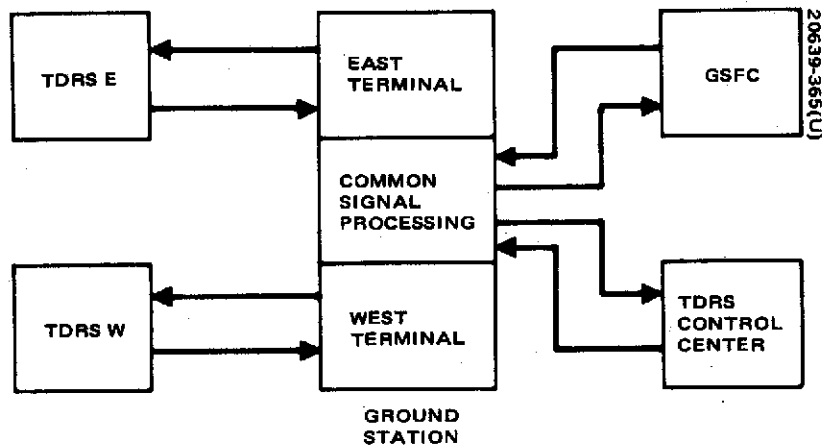 TDRS E
EAST
TERMINAL
GSFC
20639-365(U)
COMMON
SIGNAL
PROCESSING
TDRS W
WEST
TERMINAL
TDRS
CONTROL
CENTER
GROUND
STATION